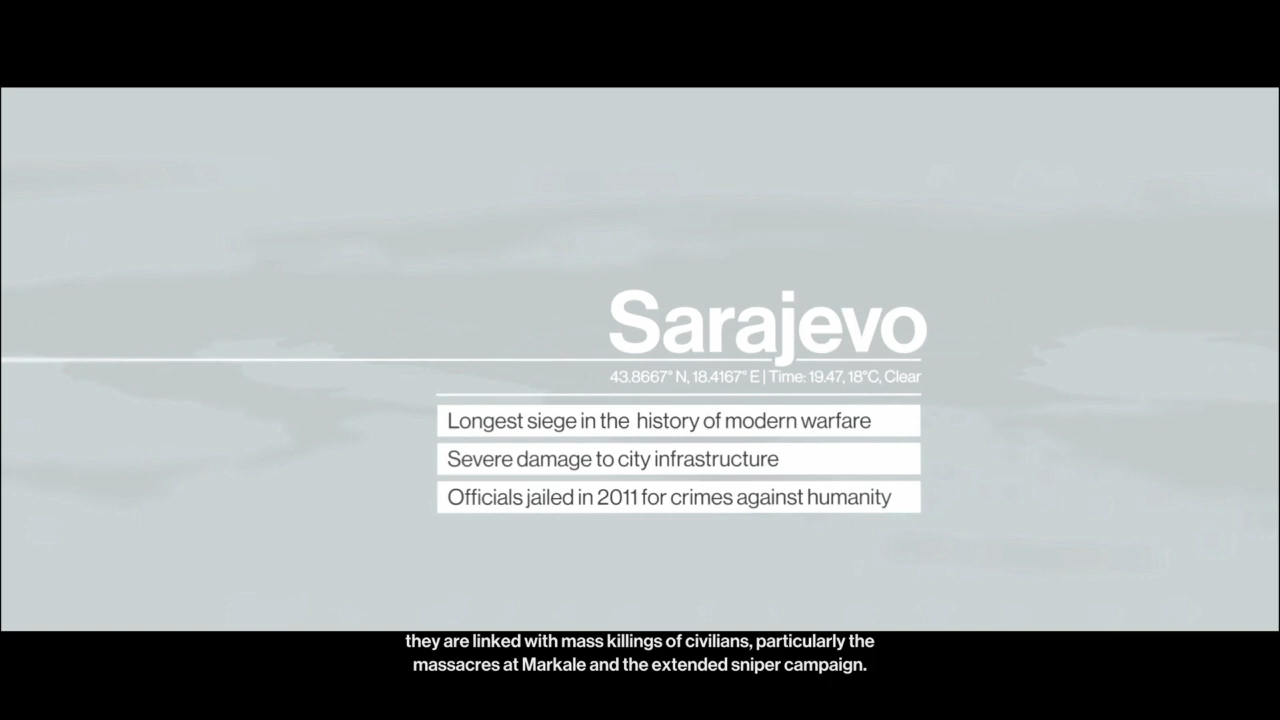 Sarajevo
43.8667° N, 18.4167° E | Time: 19.47, 18°C, Clear
Longest siege in the history of modern warfare
Severe damage to city infrastructure
Officials jailed in 2011 for crimes against humanity
they are linked with mass killings of civilians, particularly the
massacres at Markale and the extended sniper campaign.